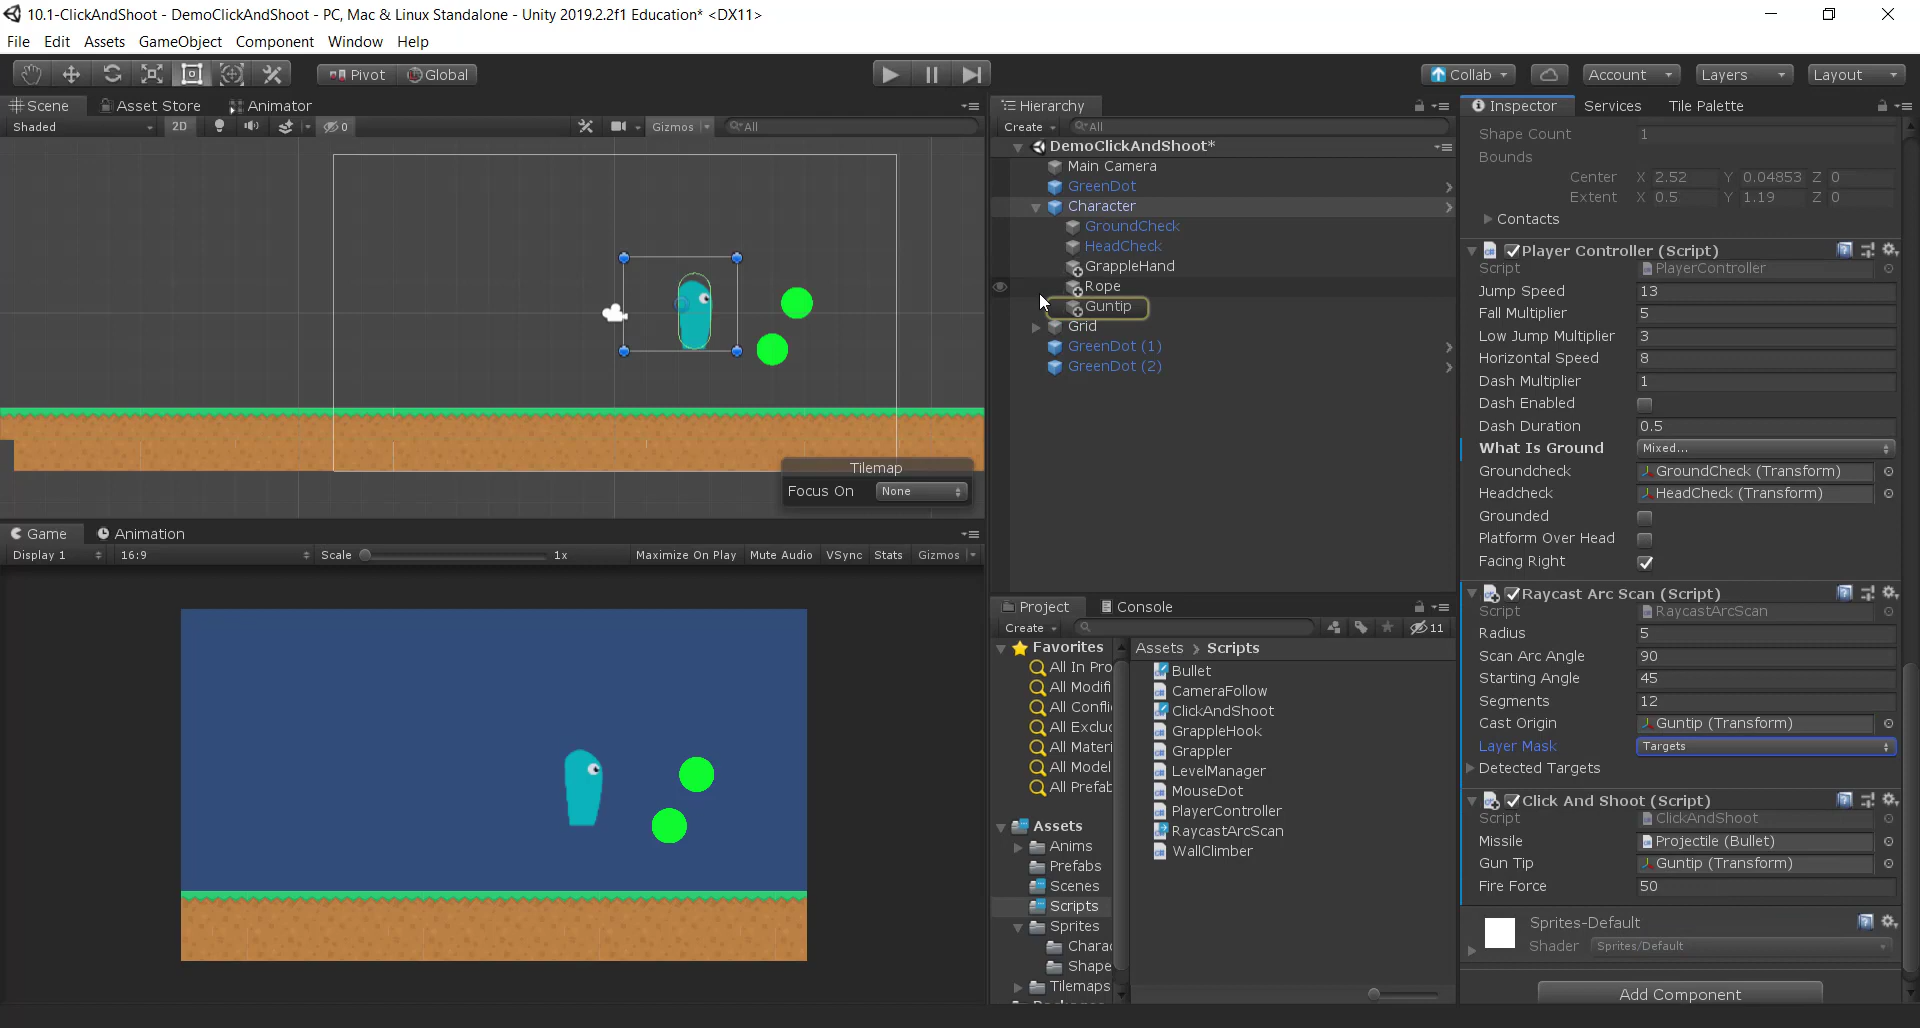 10.1-ClickAndShoot - DemoClickAndShoot - PC, Mac & Linux Standalone - Unity 2019.2.2f1 Education* <DX11>
File Edit Assets GameObject Component Window Help
Pivot Global
Collab Account Layers Layout
Scene Asset Store Animator
Shaded 2D 0 Gizmos All
Tilemap
Focus On None
Game Animation
Display 1 16:9 Scale 1x Maximize On Play Mute Audio VSync Stats Gizmos
Hierarchy
Create All
DemoClickAndShoot*
Main Camera
GreenDot
Character
GroundCheck
HeadCheck
GrappleHand
Rope
Guntip
Grid
GreenDot (1)
GreenDot (2)
Project Console
Create 11
Favorites
All In Pro
All Modifi
All Confli
All Exclud
All Materi
All Model
All Prefab
Assets
Anims
Prefabs
Scenes
Scripts
Sprites
Charac
Shape
Tilemaps
Assets > Scripts
Bullet
CameraFollow
ClickAndShoot
GrappleHook
Grappler
LevelManager
MouseDot
PlayerController
RaycastArcScan
WallClimber
Inspector Services Tile Palette
Shape Count 1
Bounds
Center X 2.52 Y 0.04853 Z 0
Extent X 0.5 Y 1.19 Z 0
Contacts
Player Controller (Script)
Script PlayerController
Jump Speed 13
Fall Multiplier 5
Low Jump Multiplier 3
Horizontal Speed 8
Dash Multiplier 1
Dash Enabled
Dash Duration 0.5
What Is Ground Mixed...
Groundcheck GroundCheck (Transform)
Headcheck HeadCheck (Transform)
Grounded
Platform Over Head
Facing Right
Raycast Arc Scan (Script)
Script RaycastArcScan
Radius 5
Scan Arc Angle 90
Starting Angle 45
Segments 12
Cast Origin Guntip (Transform)
Layer Mask Targets
Detected Targets
Click And Shoot (Script)
Script ClickAndShoot
Missile Projectile (Bullet)
Gun Tip Guntip (Transform)
Fire Force 50
Sprites-Default
Shader Sprites/Default
Add Component